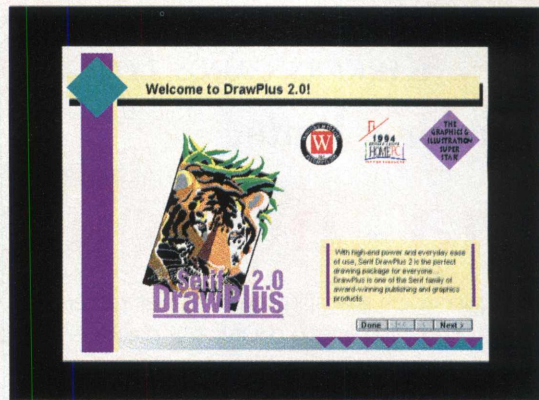 Welcome to DrawPlus 2.0!
W
1994
HOME PC
THE
GRAPHICS &
ILLUSTRATION
SUPER
STAR
Serif 2.0
DrawPlus
With high-end power and everyday ease
of use, Serif DrawPlus 2 is the perfect
drawing package for everyone...
DrawPlus is one of the Serif family of
award-winning publishing and graphics
products.
Done
<
Next >